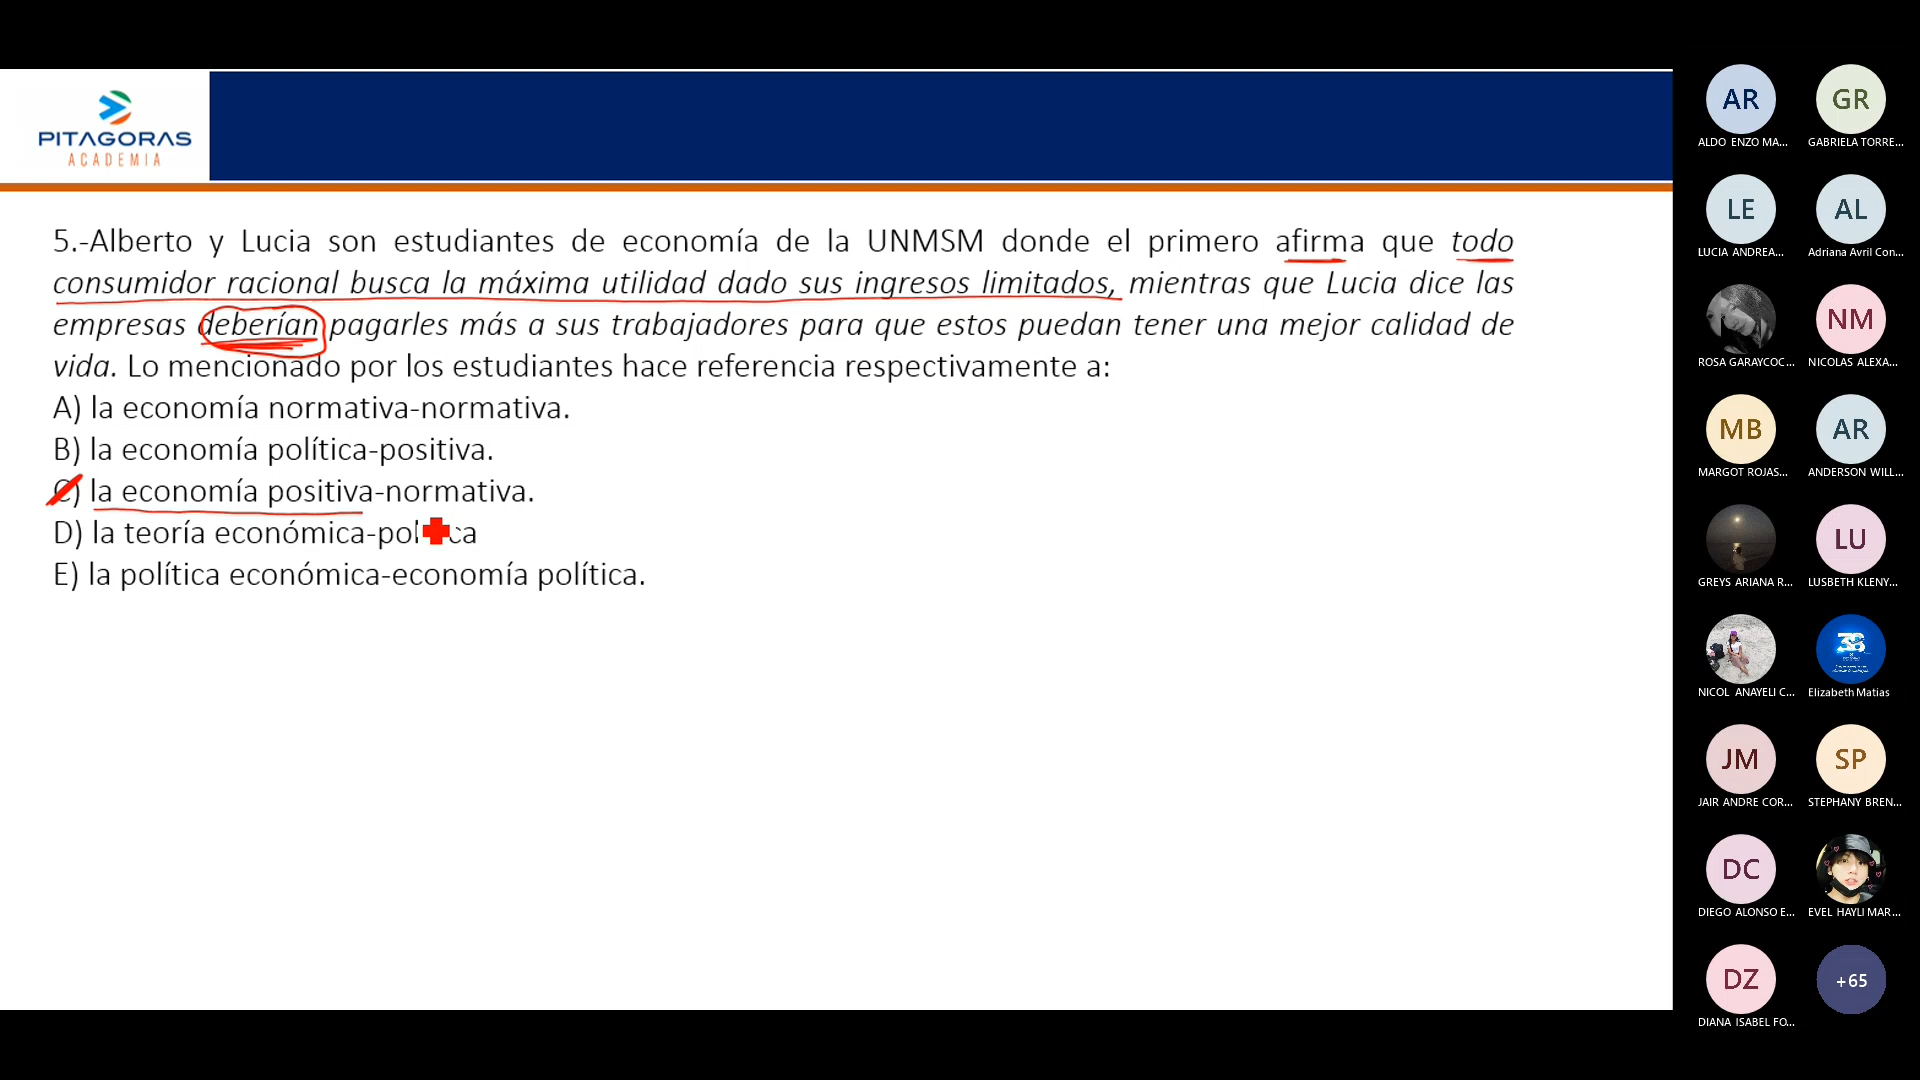 PITAGORAS
ACADEMIA
5.-Alberto y Lucia son estudiantes de economía de la UNMSM donde el primero afirma que todo
consumidor racional busca la máxima utilidad dado sus ingresos limitados, mientras que Lucia dice las
empresas deberían pagarles más a sus trabajadores para que estos puedan tener una mejor calidad de
vida. Lo mencionado por los estudiantes hace referencia respectivamente a:
A) la economía normativa-normativa.
B) la economía política-positiva.
C) la economía positiva-normativa.
D) la teoría económica-política
E) la política económica-economía política.
AR GR
ALDO ENZO MA... GABRIELA TORRE...
LE AL
LUCIA ANDREA... Adriana Avril Con...
NM
ROSA GARAYCOC... NICOLAS ALEXA...
MB AR
MARGOT ROJAS... ANDERSON WILL...
LU
GREYS ARIANA R... LUSBETH KLENY...
38
NICOL ANAYELI C... Elizabeth Matias
JM SP
JAIR ANDRE COR... STEPHANY BREN...
DC
DIEGO ALONSO E... EVEL HAYLI MAR...
DZ +65
DIANA ISABEL FO...